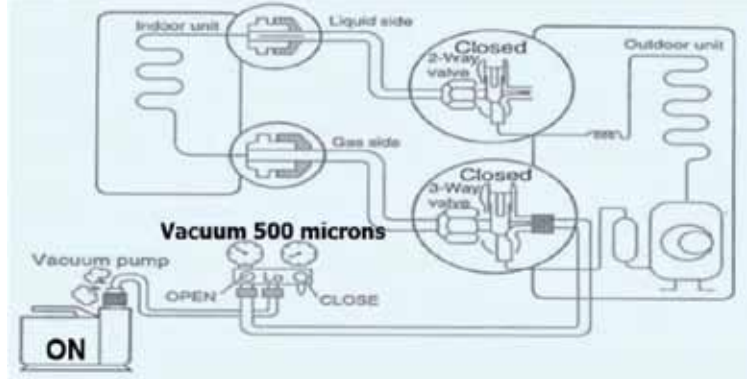 Indoor unit
Liquid side
Closed
2-Way
valve
Outdoor unit
Gas side
Closed
3-Way
valve
Vacuum 500 microns
Vacuum pump
Lo
OPEN
CLOSE
ON